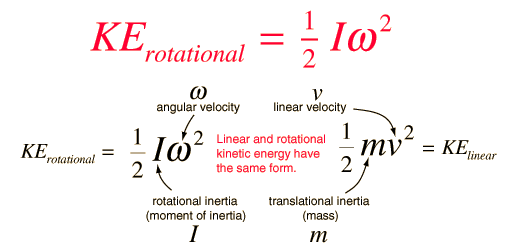 KE_rotational = 1/2 Iω²
ω v
angular velocity linear velocity
KE_rotational = 1/2 Iω² Linear and rotational kinetic energy have the same form. 1/2 mv² = KE_linear
rotational inertia translational inertia
(moment of inertia) (mass)
I m